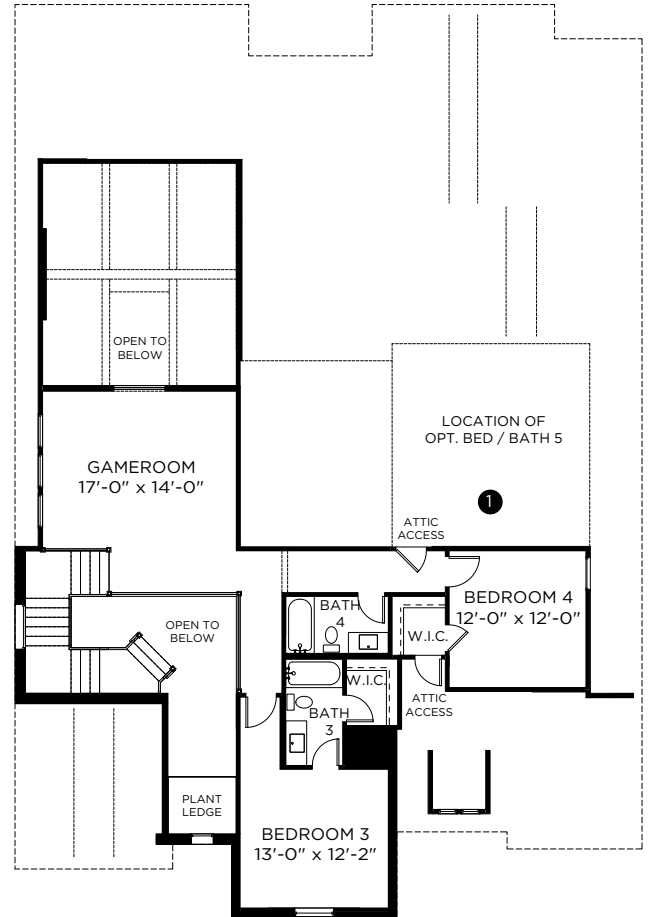 OPEN TO
BELOW
LOCATION OF
OPT. BED / BATH 5
GAMEROOM
17'-0" x 14'-0"
1
ATTIC
ACCESS
BEDROOM 4
12'-0" x 12'-0"
BATH
4
OPEN TO
BELOW
W.I.C.
W.I.C.
ATTIC
ACCESS
BATH
3
PLANT
LEDGE
BEDROOM 3
13'-0" x 12'-2"